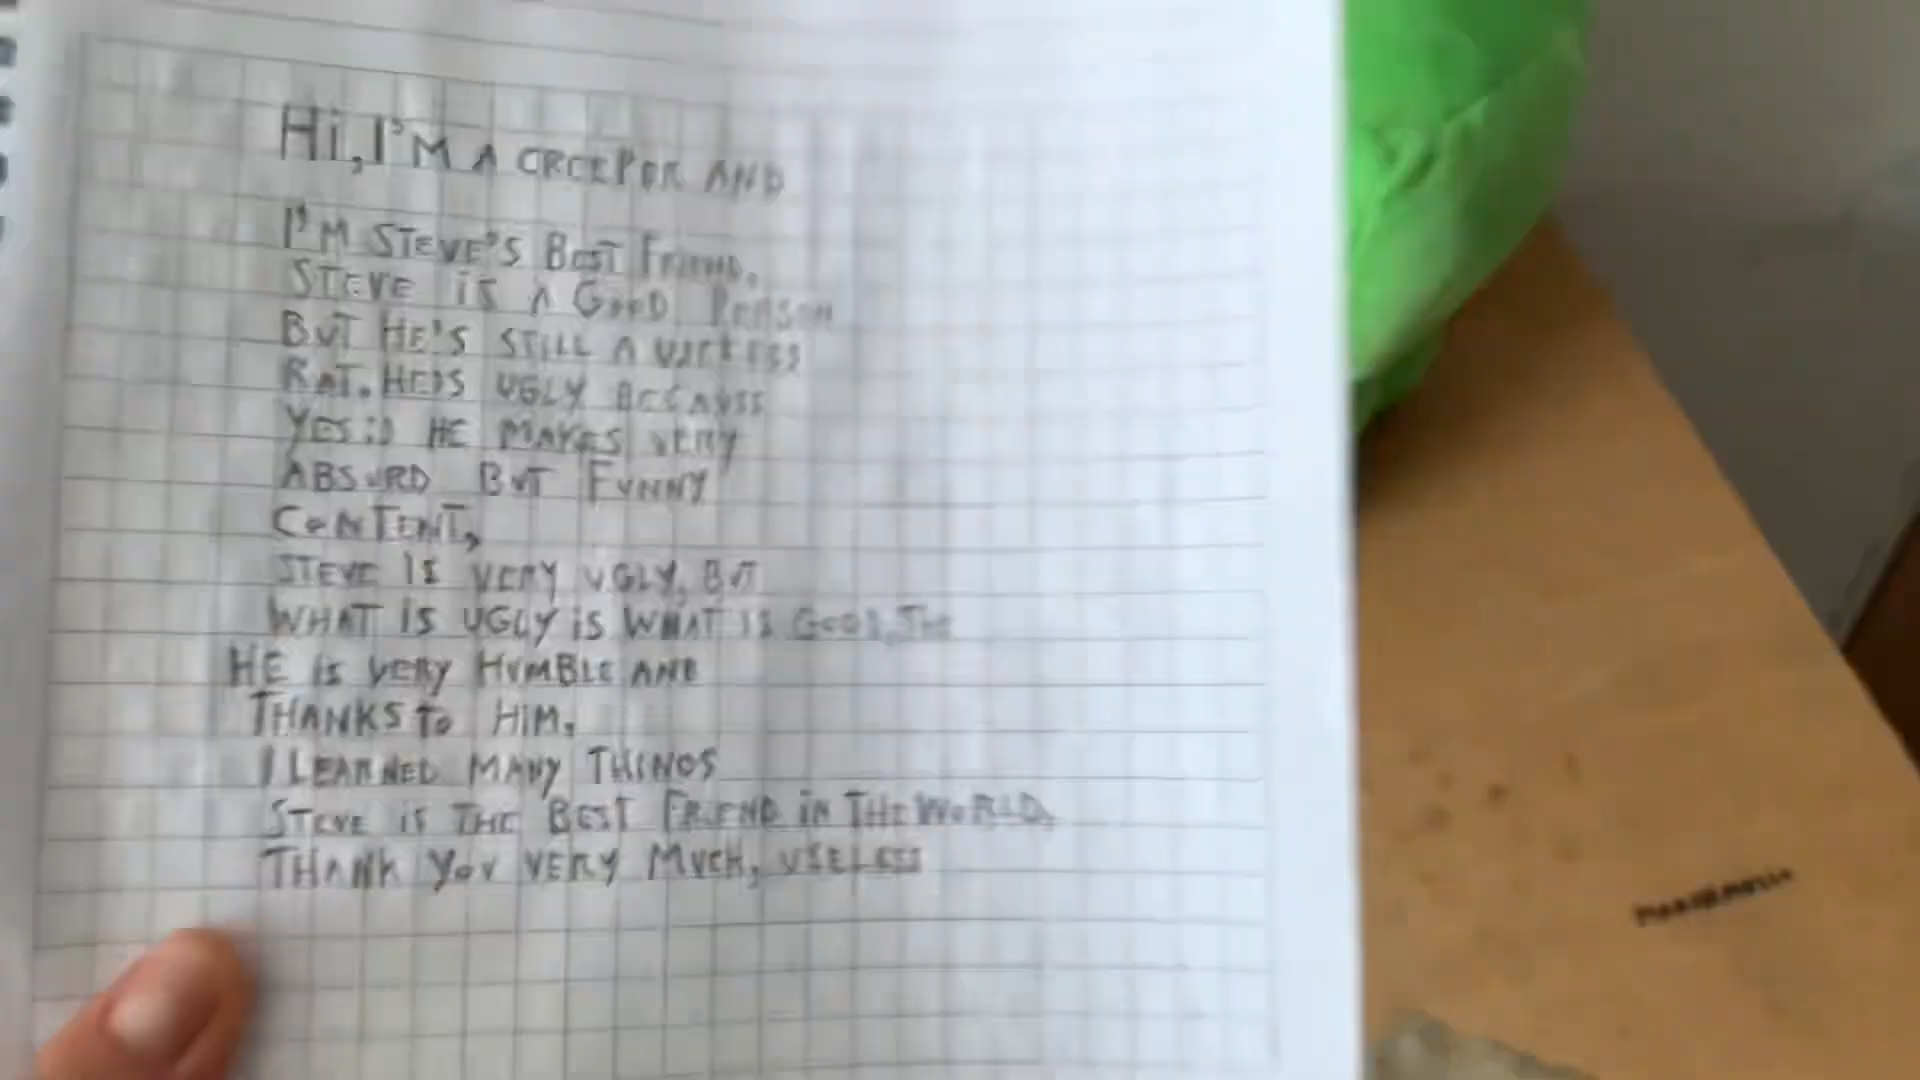 Hi, I'M A CREEPER AND
I'M STEVE'S BEST FRIEND.
STEVE iS A GOOD PERSON
BUT HE'S STILL A USELESS
RAT. HE'S UGLY BECAUSE
YES :) HE MAKES VERY
ABSURD BUT FUNNY
CONTENT,
STEVE IS VERY UGLY, BUT
WHAT IS UGLY iS WHAT IS GOOD, THE
HE is VERY HUMBLE AND
THANKS To HiM,
I LEARNED MANY THINGS
STEVE iS THE BEST FRIEND iN THE WORLD,
THANK YOU VERY MUCH, USELESS